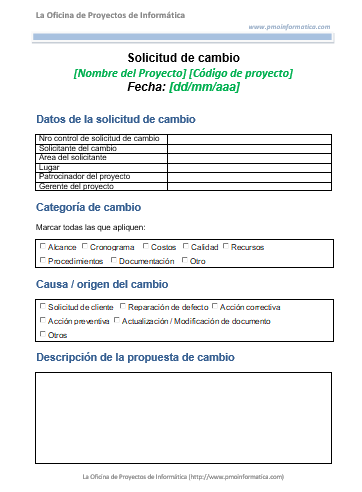 La Oficina de Proyectos de Informática
www.pmoinformatica.com
Solicitud de cambio
[Nombre del Proyecto] [Código de proyecto]
Fecha: [dd/mm/aaa]
Datos de la solicitud de cambio
Nro control de solicitud de cambio
Solicitante del cambio
Área del solicitante
Lugar
Patrocinador del proyecto
Gerente del proyecto
Categoría de cambio
Marcar todas las que apliquen:
Alcance Cronograma Costos Calidad Recursos
Procedimientos Documentación Otro
Causa / origen del cambio
Solicitud de cliente Reparación de defecto Acción correctiva
Acción preventiva Actualización / Modificación de documento
Otros
Descripción de la propuesta de cambio
La Oficina de Proyectos de Informática (http://www.pmoinformatica.com)